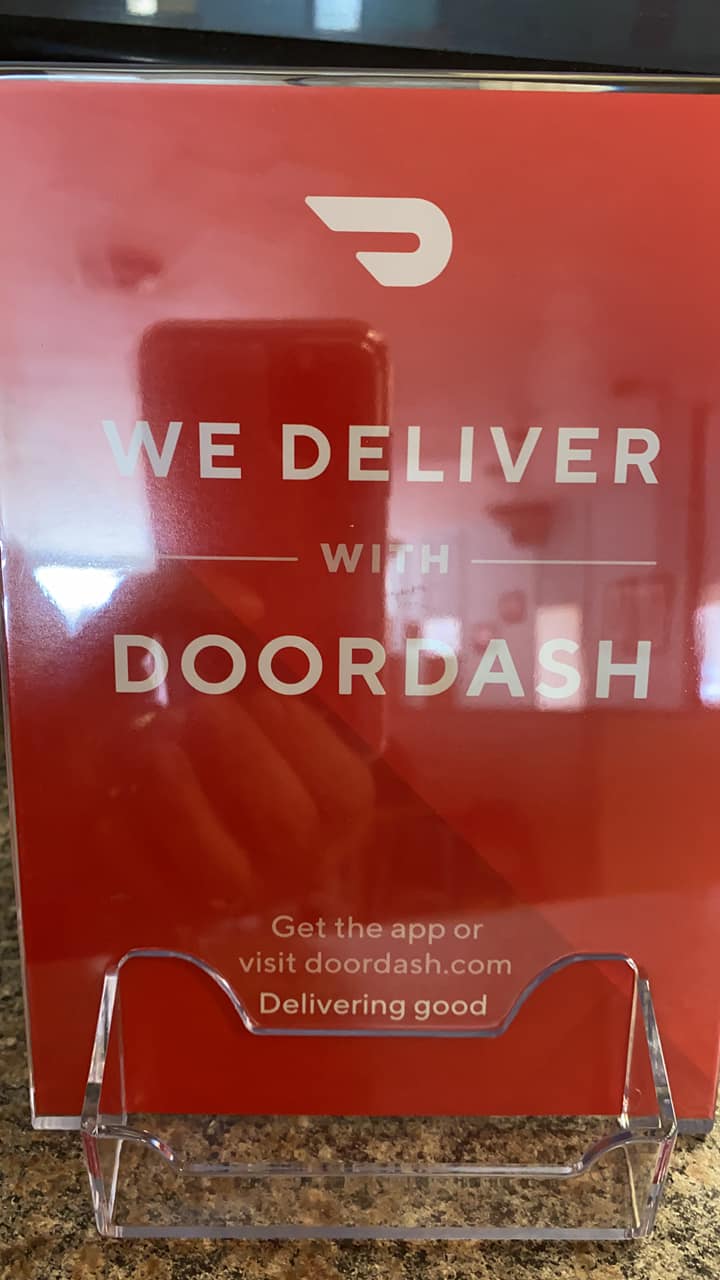 WE DELIVER
WITH
DOORDASH
Get the app or
visit doordash.com
Delivering good